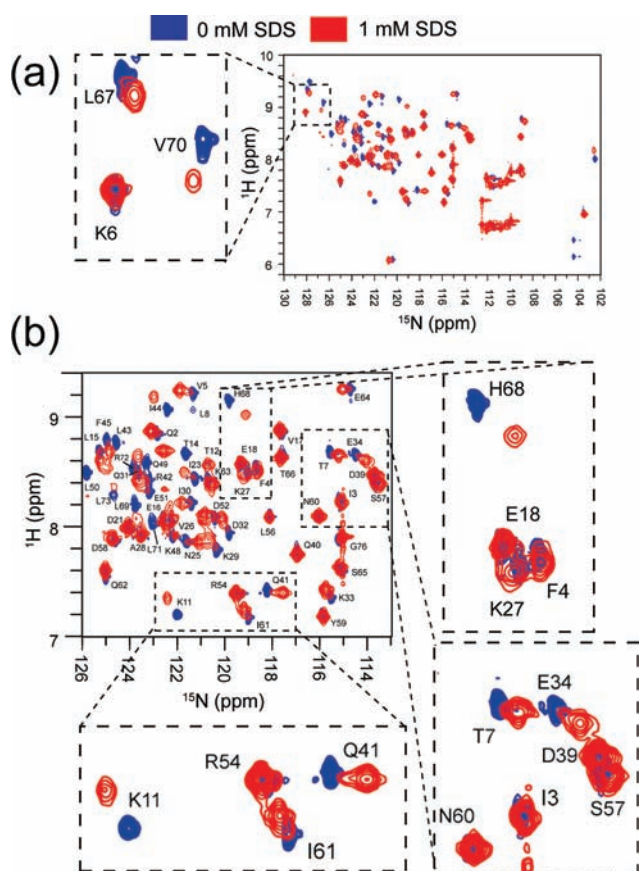 0 mM SDS 1 mM SDS
(a)
L67
V70
K6
10
9
8
7.2
6
¹H (ppm)
130 128 126 124 122 120 118 116 114 112 110 108 106 104 102
¹⁵N (ppm)
(b)
V5 H68 E64
I44 L8
F45 L43 Q2 V17
L15 T14 E18 T7 E34
R72 Q49 T12 T66 D39
Q31 R42 I23 K63 F4
L50 K27 S57
L73 E51 I30 I3
L69 E16 D52 N60
D21 V26 D32 L56
D58 A28 L71 K48 N25 K29 Q40 G76
Q62 S65
R54 Q41 K33
K11 I61 Y59
9
8
7
¹H (ppm)
126 124 122 120 118 116 114
¹⁵N (ppm)
H68
E18
K27 F4
E34
T7
D39
I3 S57
N60
R54 Q41
K11
I61